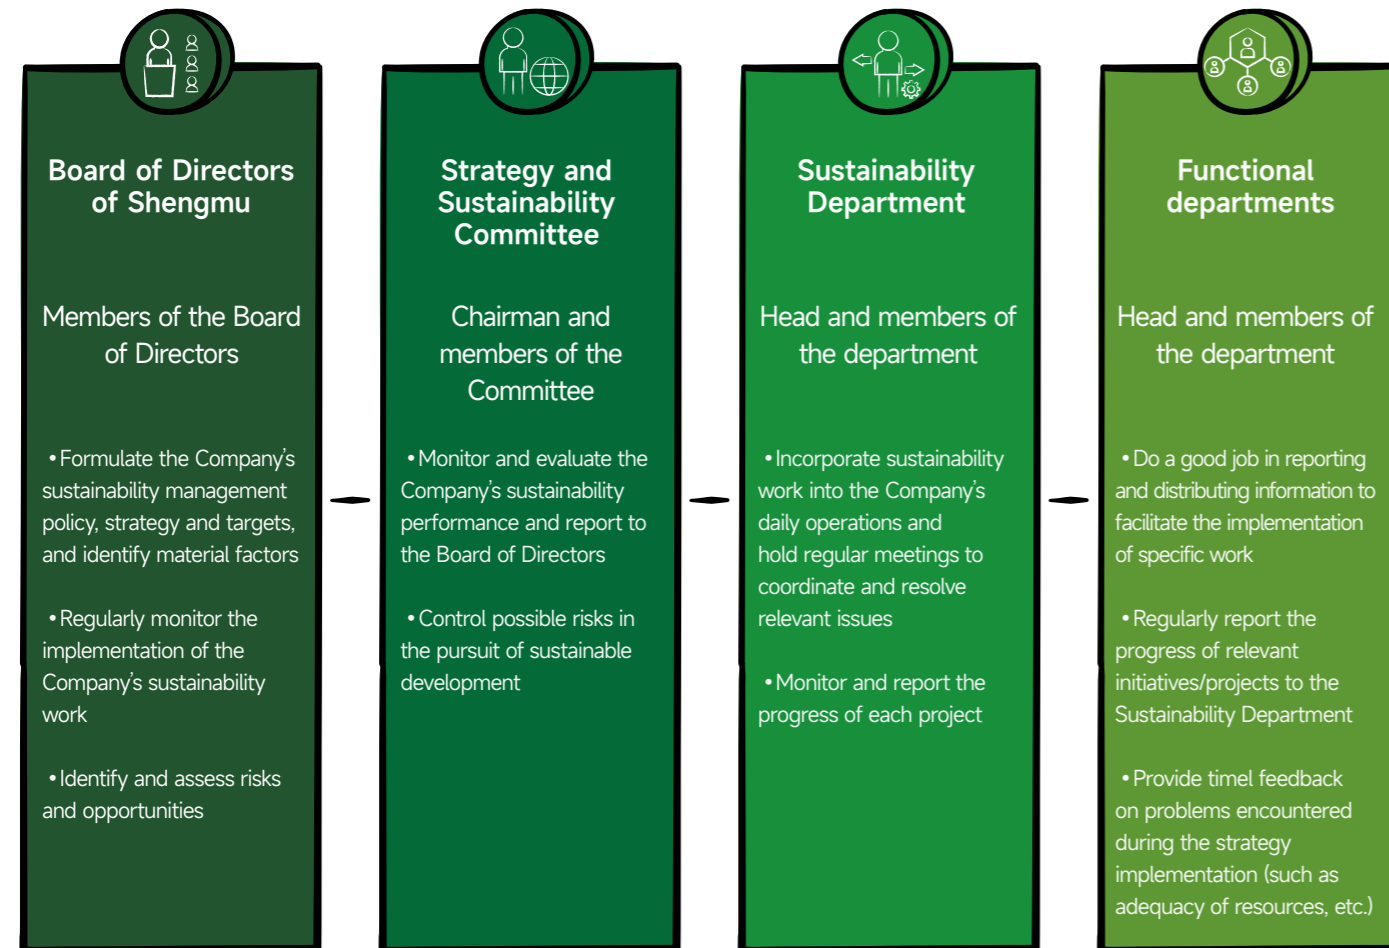 Board of Directors
of Shengmu
Members of the Board
of Directors
•Formulate the Company's
sustainability management
policy, strategy and targets,
and identify material factors
•Regularly monitor the
implementation of the
Company's sustainability
work
•Identify and assess risks
and opportunities
Strategy and
Sustainability
Committee
Chairman and
members of the
Committee
•Monitor and evaluate the
Company's sustainability
performance and report to
the Board of Directors
•Control possible risks in
the pursuit of sustainable
development
Sustainability
Department
Head and members of
the department
•Incorporate sustainability
work into the Company's
daily operations and
hold regular meetings to
coordinate and resolve
relevant issues
•Monitor and report the
progress of each project
Functional
departments
Head and members of
the department
•Do a good job in reporting
and distributing information to
facilitate the implementation
of specific work
•Regularly report the
progress of relevant
initiatives/projects to the
Sustainability Department
•Provide timel feedback
on problems encountered
during the strategy
implementation (such as
adequacy of resources, etc.)